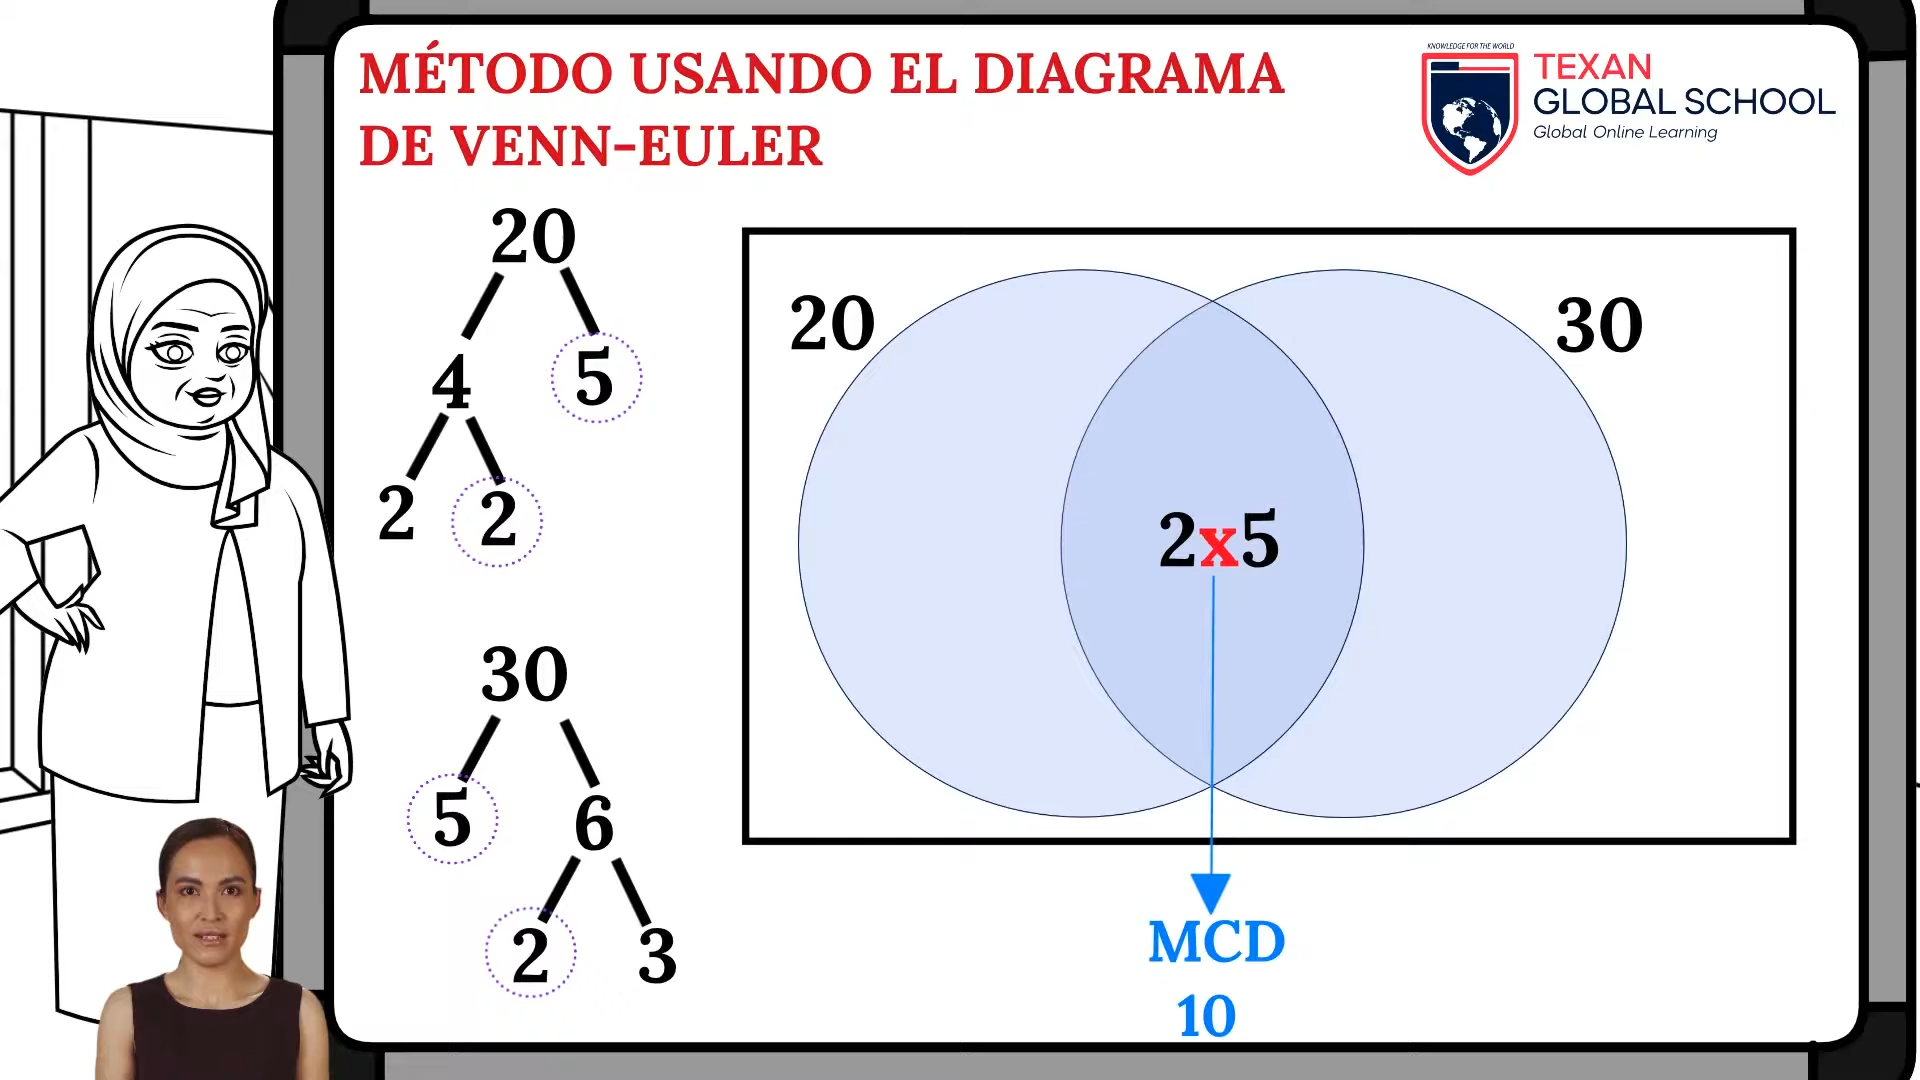 MÉTODO USANDO EL DIAGRAMA
DE VENN-EULER
KNOWLEDGE FOR THE WORLD
TEXAN
GLOBAL SCHOOL
Global Online Learning
20
4 5
2 2
30
5 6
2 3
20 30
2x5
MCD
10